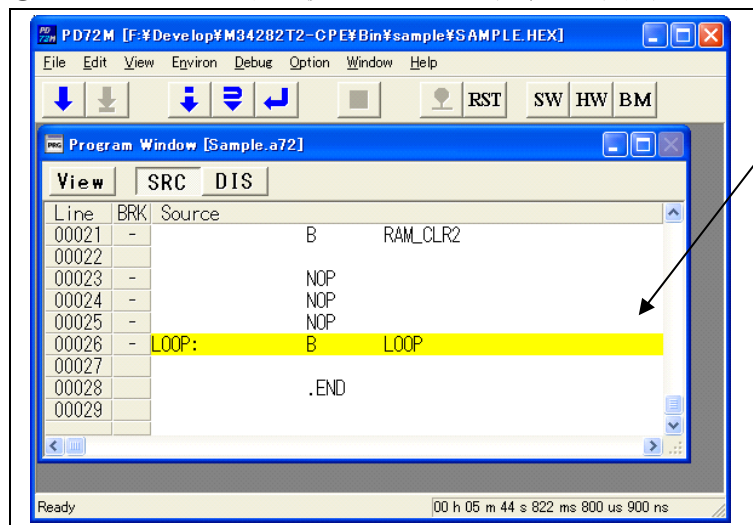 PD72M [F:¥Develop¥M34282T2-CPE¥Bin¥sample¥SAMPLE.HEX]
File Edit View Environ Debug Option Window Help
RST SW HW BM
PRG Program Window [Sample.a72]
View SRC DIS
Line BRK Source
00021 - B RAM_CLR2
00022
00023 - NOP
00024 - NOP
00025 - NOP
00026 - LOOP: B LOOP
00027
00028 .END
00029
Ready 00 h 05 m 44 s 822 ms 800 us 900 ns